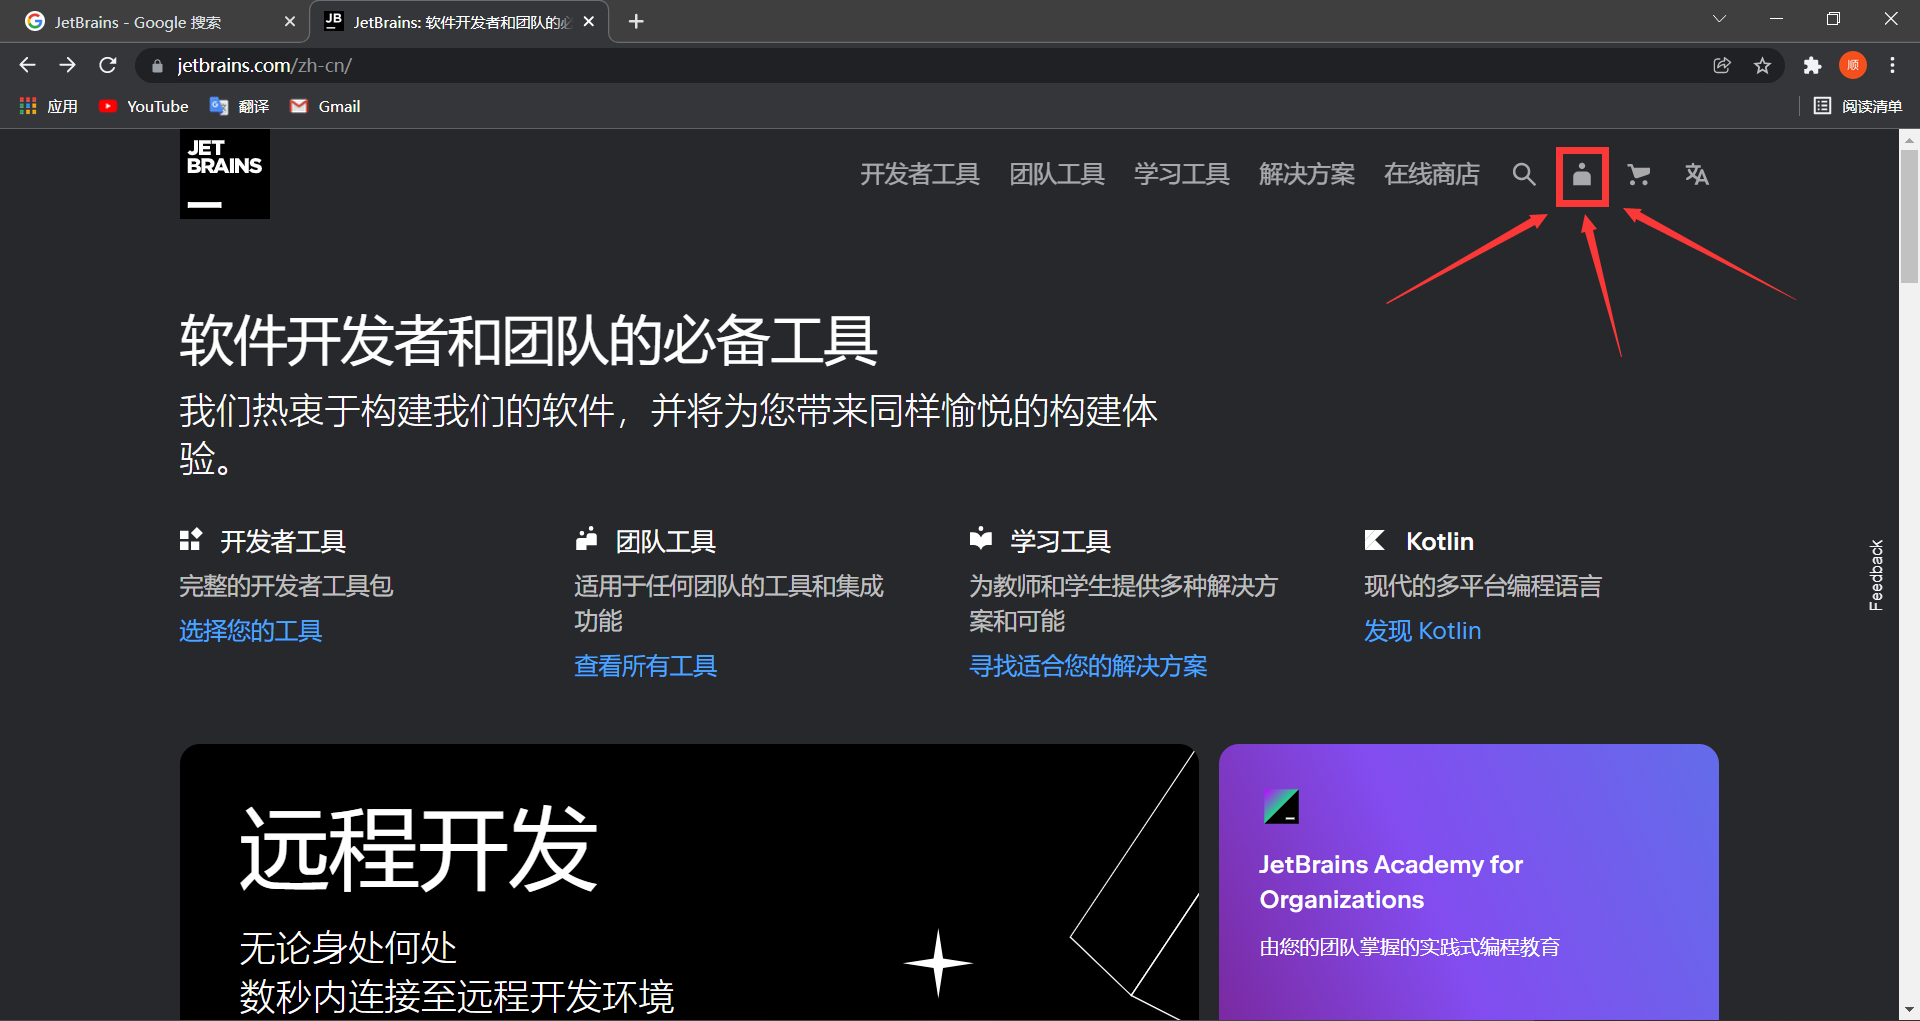 JetBrains - Google 搜索
JetBrains: 软件开发者和团队的必
jetbrains.com/zh-cn/
顺
应用
YouTube
翻译
Gmail
阅读清单
JET
BRAINS
开发者工具
团队工具
学习工具
解决方案
在线商店
软件开发者和团队的必备工具
我们热衷于构建我们的软件，并将为您带来同样愉悦的构建体
验。
开发者工具
完整的开发者工具包
选择您的工具
团队工具
适用于任何团队的工具和集成
功能
查看所有工具
学习工具
为教师和学生提供多种解决方
案和可能
寻找适合您的解决方案
Kotlin
现代的多平台编程语言
发现 Kotlin
Feedback
远程开发
无论身处何处
数秒内连接至远程开发环境
JetBrains Academy for
Organizations
由您的团队掌握的实践式编程教育